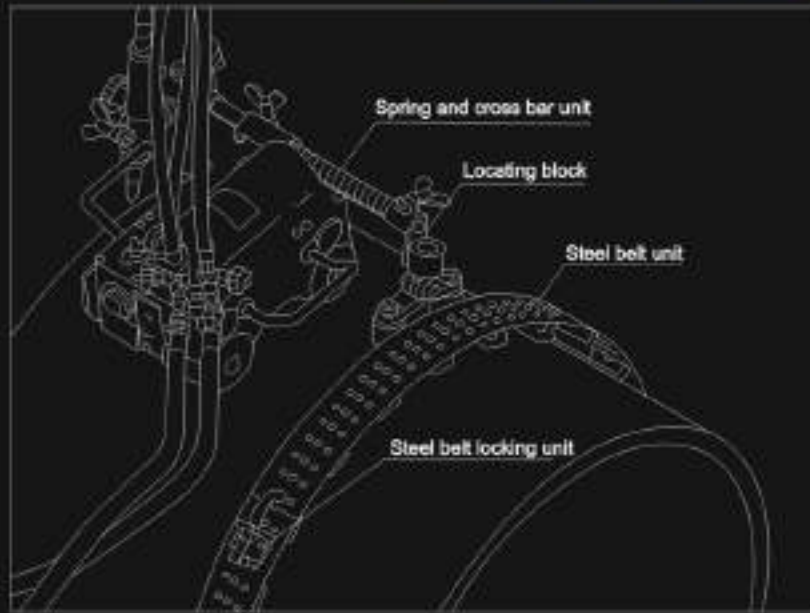 Spring and cross bar unit
Locating block
Steel belt unit
Steel belt locking unit